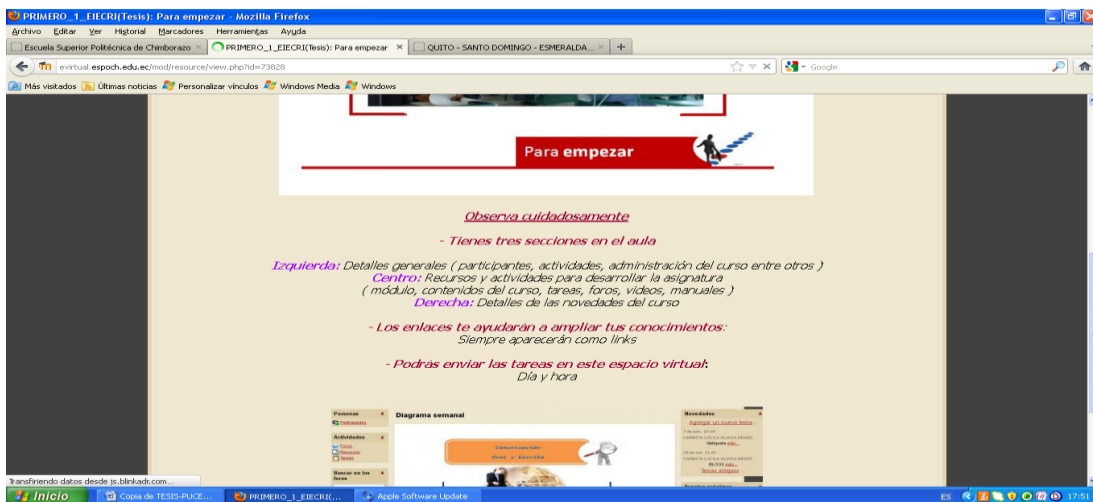 PRIMERO_1_EIECRI(Tesis): Para empezar - Mozilla Firefox
Archivo Editar Ver Historial Marcadores Herramientas Ayuda
Escuela Superior Politécnica de Chimborazo
PRIMERO_1_EIECRI(Tesis): Para empezar
QUITO - SANTO DOMINGO - ESMERALDA...
evirtual.espoch.edu.ec/mod/resource/view.php?id=73828
Google
Más visitados Últimas noticias Personalizar vínculos Windows Media Windows
Para empezar
Observa cuidadosamente
- Tienes tres secciones en el aula
Izquierda: Detalles generales ( participantes, actividades, administración del curso entre otros )
Centro: Recursos y actividades para desarrollar la asignatura
( módulo, contenidos del curso, tareas, foros, videos, manuales )
Derecha: Detalles de las novedades del curso
- Los enlaces te ayudarán a ampliar tus conocimientos:
Siempre aparecerán como links
- Podrás enviar las tareas en este espacio virtual:
Día y hora
Personas
Participantes
Actividades
Foros
Recursos
Tareas
Buscar en los foros
Diagrama semanal
Comunicación
Oral y Escrita
Novedades
Agregar un nuevo tema...
más...
más...
Temas antiguos ...
Transfiriendo datos desde js.blinkadr.com...
Inicio
Copia de TESIS-PUCE...
PRIMERO_1_EIECRI(...
Apple Software Update
ES
17:51